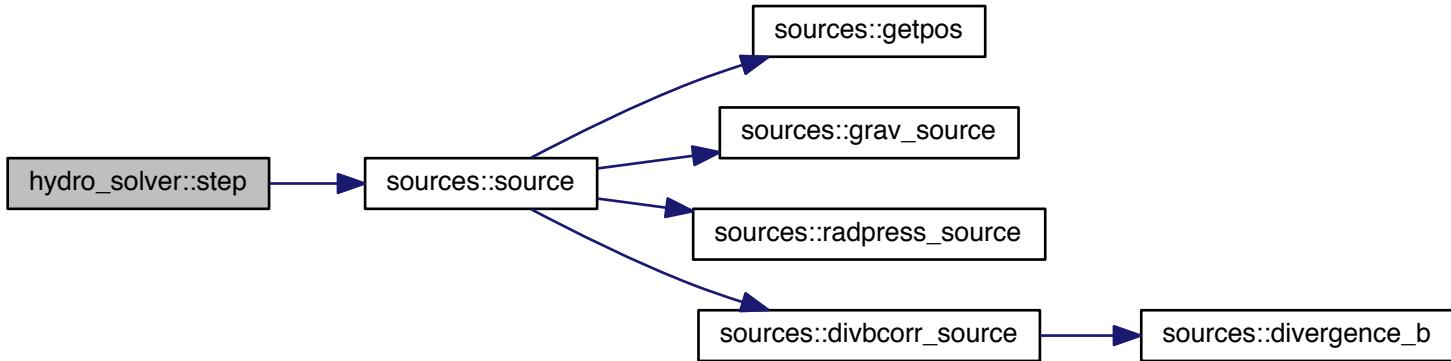 sources::getpos
sources::grav_source
hydro_solver::step
sources::source
sources::radpress_source
sources::divbcorr_source
sources::divergence_b